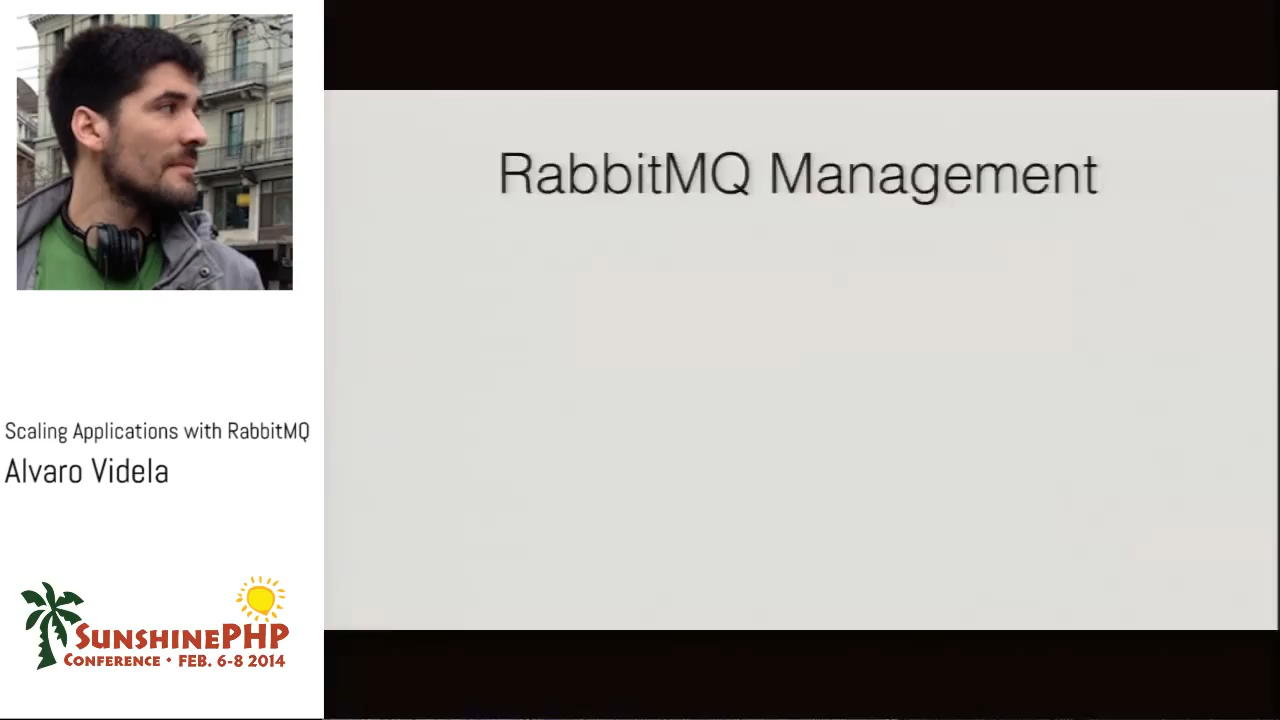 RabbitMQ Management
Scaling Applications with RabbitMQ
Alvaro Videla
SUNSHINEPHP
CONFERENCE • FEB. 6-8 2014